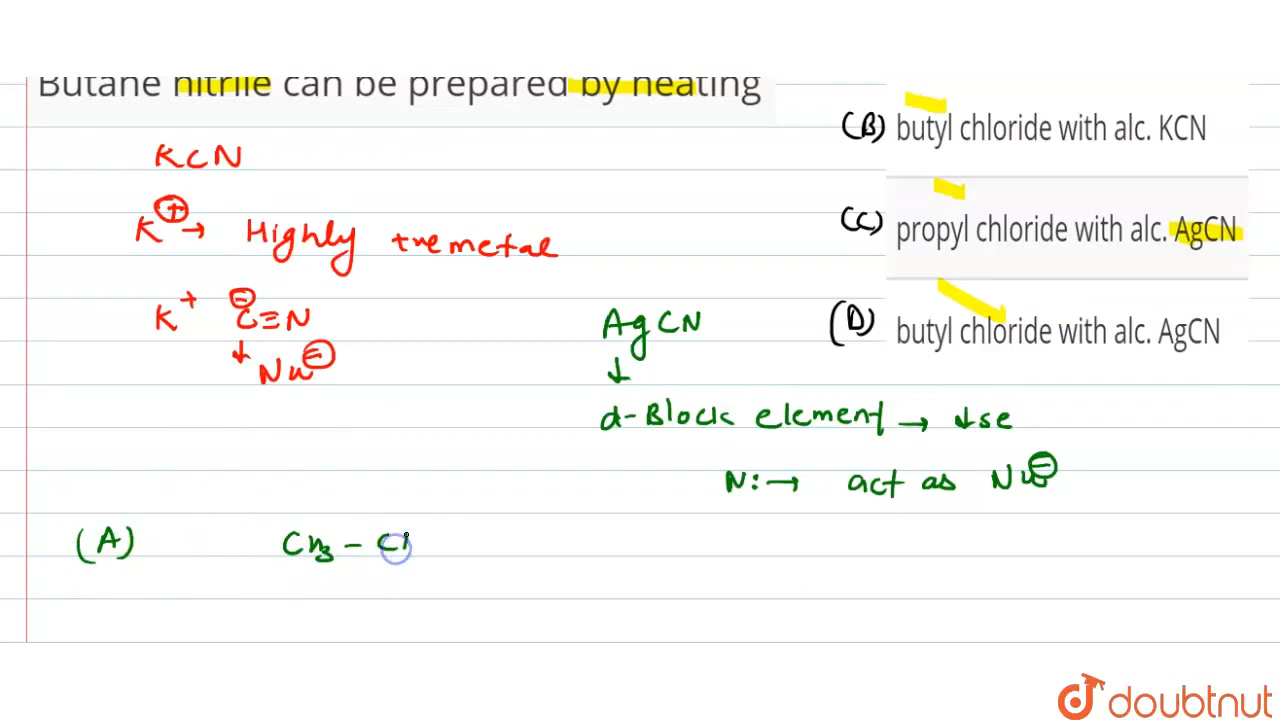 Butane nitrile can be prepared by heating
(B) butyl chloride with alc. KCN
KCN
(C) propyl chloride with alc. AgCN
K⊕ → Highly +ve metal
(D) butyl chloride with alc. AgCN
K+ ⊖C≡N
AgCN
↓ Nu⊖
↓
d-Block element → ↓se
N: → act as Nu⊖
(A) CH3 – Cl
doubtnut